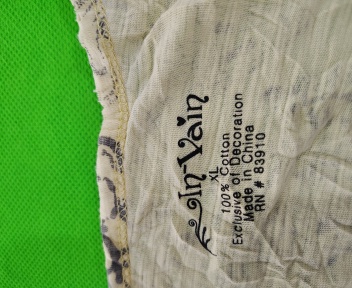 In-Vain
XL
100% Cotton
Exclusive of Decoration
Made in China
RN # 83910